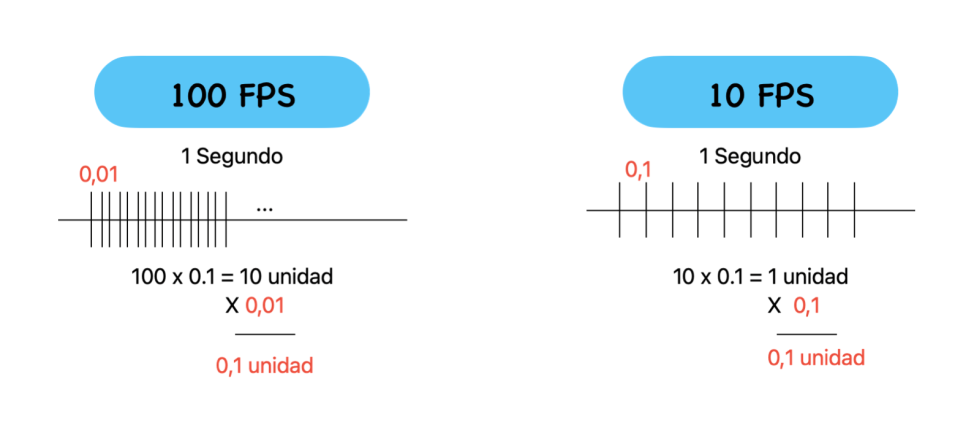 100 FPS
1 Segundo
0,01
...
100 x 0.1 = 10 unidad
X 0,01
0,1 unidad
10 FPS
1 Segundo
0,1
10 x 0.1 = 1 unidad
X 0,1
0,1 unidad